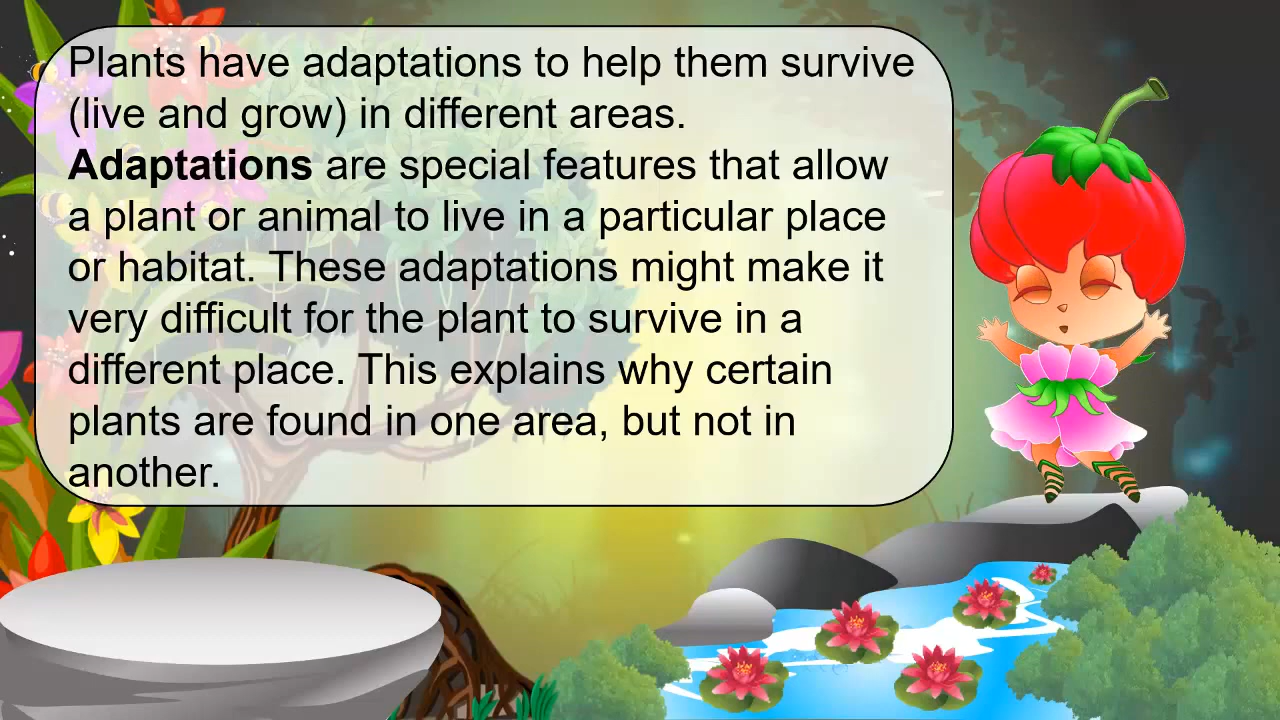 Plants have adaptations to help them survive
(live and grow) in different areas.
Adaptations are special features that allow
a plant or animal to live in a particular place
or habitat. These adaptations might make it
very difficult for the plant to survive in a
different place. This explains why certain
plants are found in one area, but not in
another.